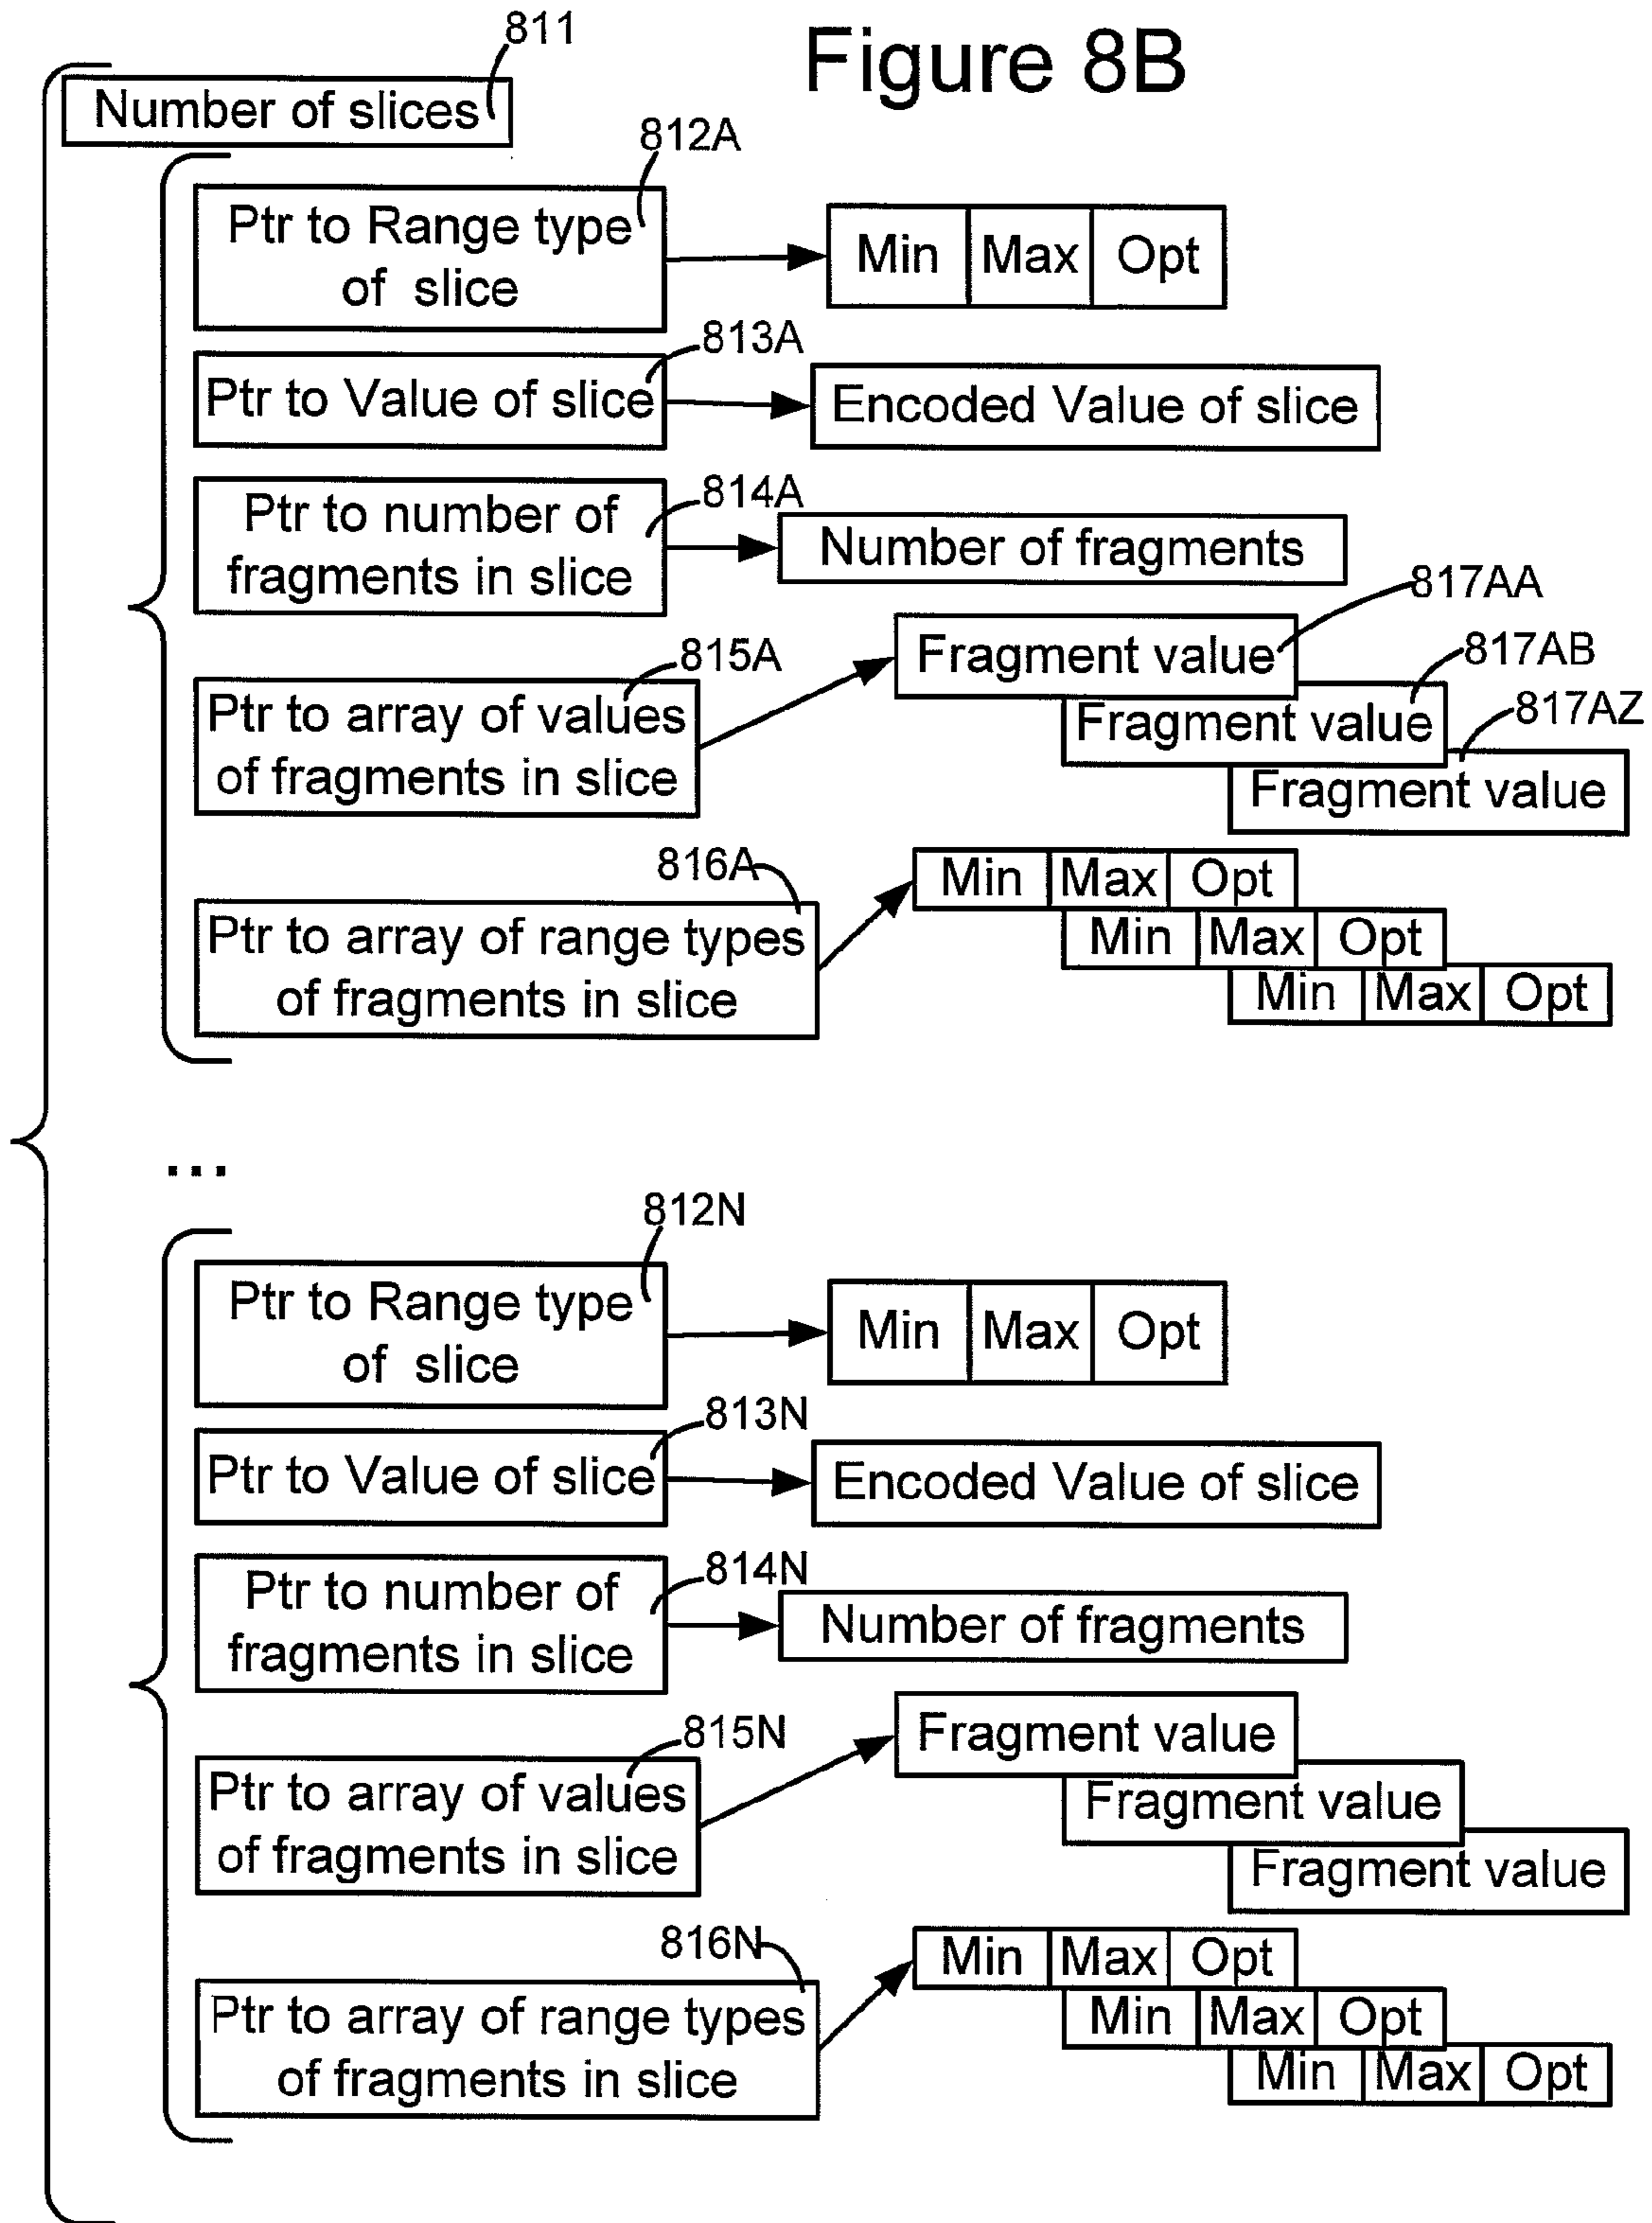 811
Figure 8B
Number of slices
812A
Ptr to Range type
of slice
Min Max Opt
813A
Ptr to Value of slice
Encoded Value of slice
814A
Ptr to number of
fragments in slice
Number of fragments
817AA
Fragment value
817AB
Fragment value
817AZ
Fragment value
815A
Ptr to array of values
of fragments in slice
816A
Ptr to array of range types
of fragments in slice
Min Max Opt
Min Max Opt
Min Max Opt
...
812N
Ptr to Range type
of slice
Min Max Opt
813N
Ptr to Value of slice
Encoded Value of slice
814N
Ptr to number of
fragments in slice
Number of fragments
815N
Ptr to array of values
of fragments in slice
Fragment value
Fragment value
Fragment value
816N
Ptr to array of range types
of fragments in slice
Min Max Opt
Min Max Opt
Min Max Opt